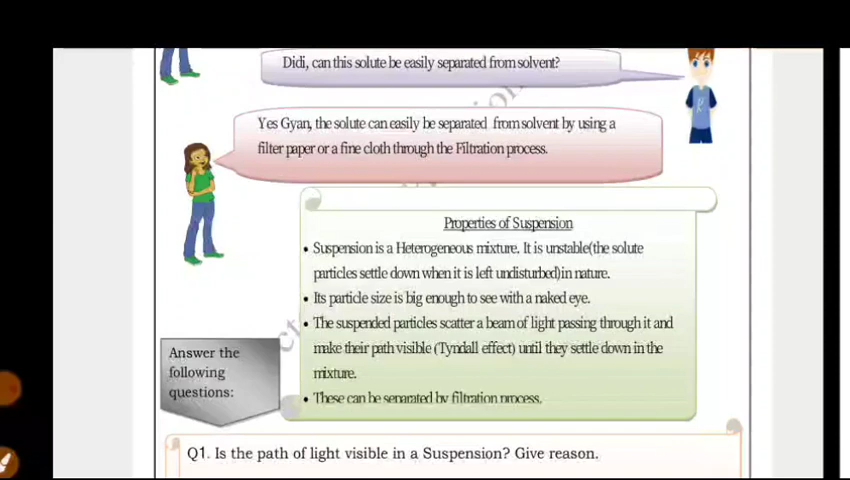 Didi, can this solute be easily separated from solvent?
Yes Gyan, the solute can easily be separated from solvent by using a
filter paper or a fine cloth through the Filtration process.
Properties of Suspension
• Suspension is a Heterogeneous mixture. It is unstable(the solute
particles settle down when it is left undisturbed)in nature.
• Its particle size is big enough to see with a naked eye.
• The suspended particles scatter a beam of light passing through it and
make their path visible (Tyndall effect) until they settle down in the
mixture.
• These can be separated by filtration process.
Answer the
following
questions:
Q1. Is the path of light visible in a Suspension? Give reason.